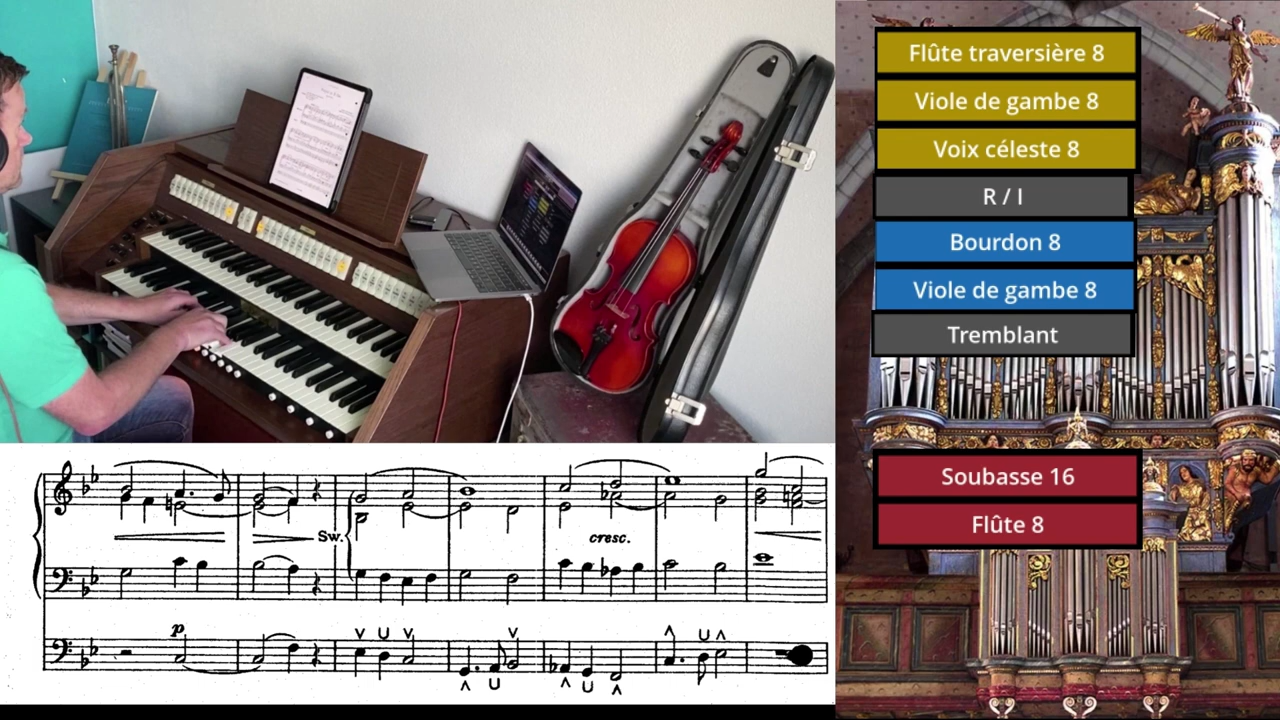 Flûte traversière 8
Viole de gambe 8
Voix céleste 8
R / I
Bourdon 8
Viole de gambe 8
Tremblant
Soubasse 16
Flûte 8
Sw.
cresc.
p